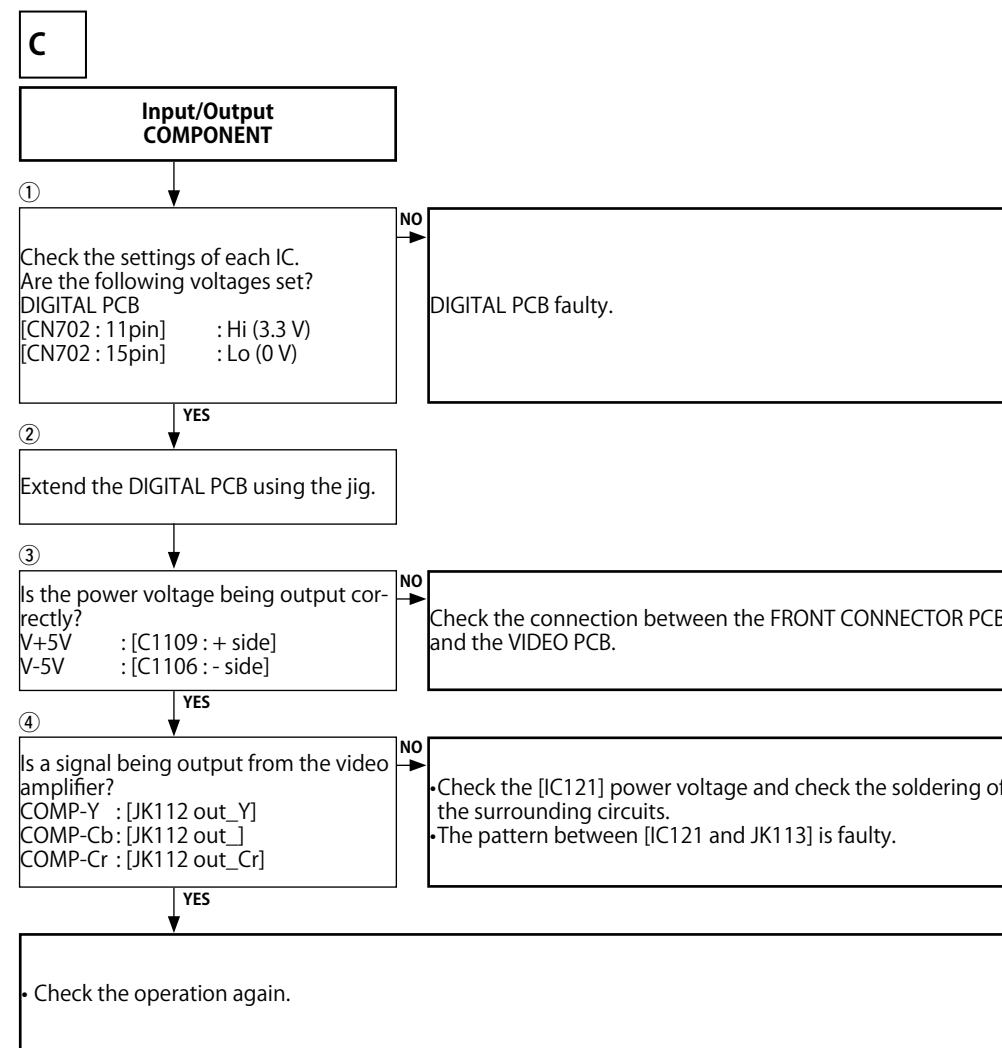 C
Input/Output
COMPONENT
①
Check the settings of each IC.
Are the following voltages set?
DIGITAL PCB
[CN702 : 11pin] : Hi (3.3 V)
[CN702 : 15pin] : Lo (0 V)
NO
DIGITAL PCB faulty.
YES
②
Extend the DIGITAL PCB using the jig.
③
Is the power voltage being output cor-
rectly?
V+5V : [C1109 : + side]
V-5V : [C1106 : - side]
NO
Check the connection between the FRONT CONNECTOR PCB
and the VIDEO PCB.
YES
④
Is a signal being output from the video
amplifier?
COMP-Y : [JK112 out_Y]
COMP-Cb : [JK112 out_]
COMP-Cr : [JK112 out_Cr]
NO
•Check the [IC121] power voltage and check the soldering of
the surrounding circuits.
•The pattern between [IC121 and JK113] is faulty.
YES
• Check the operation again.